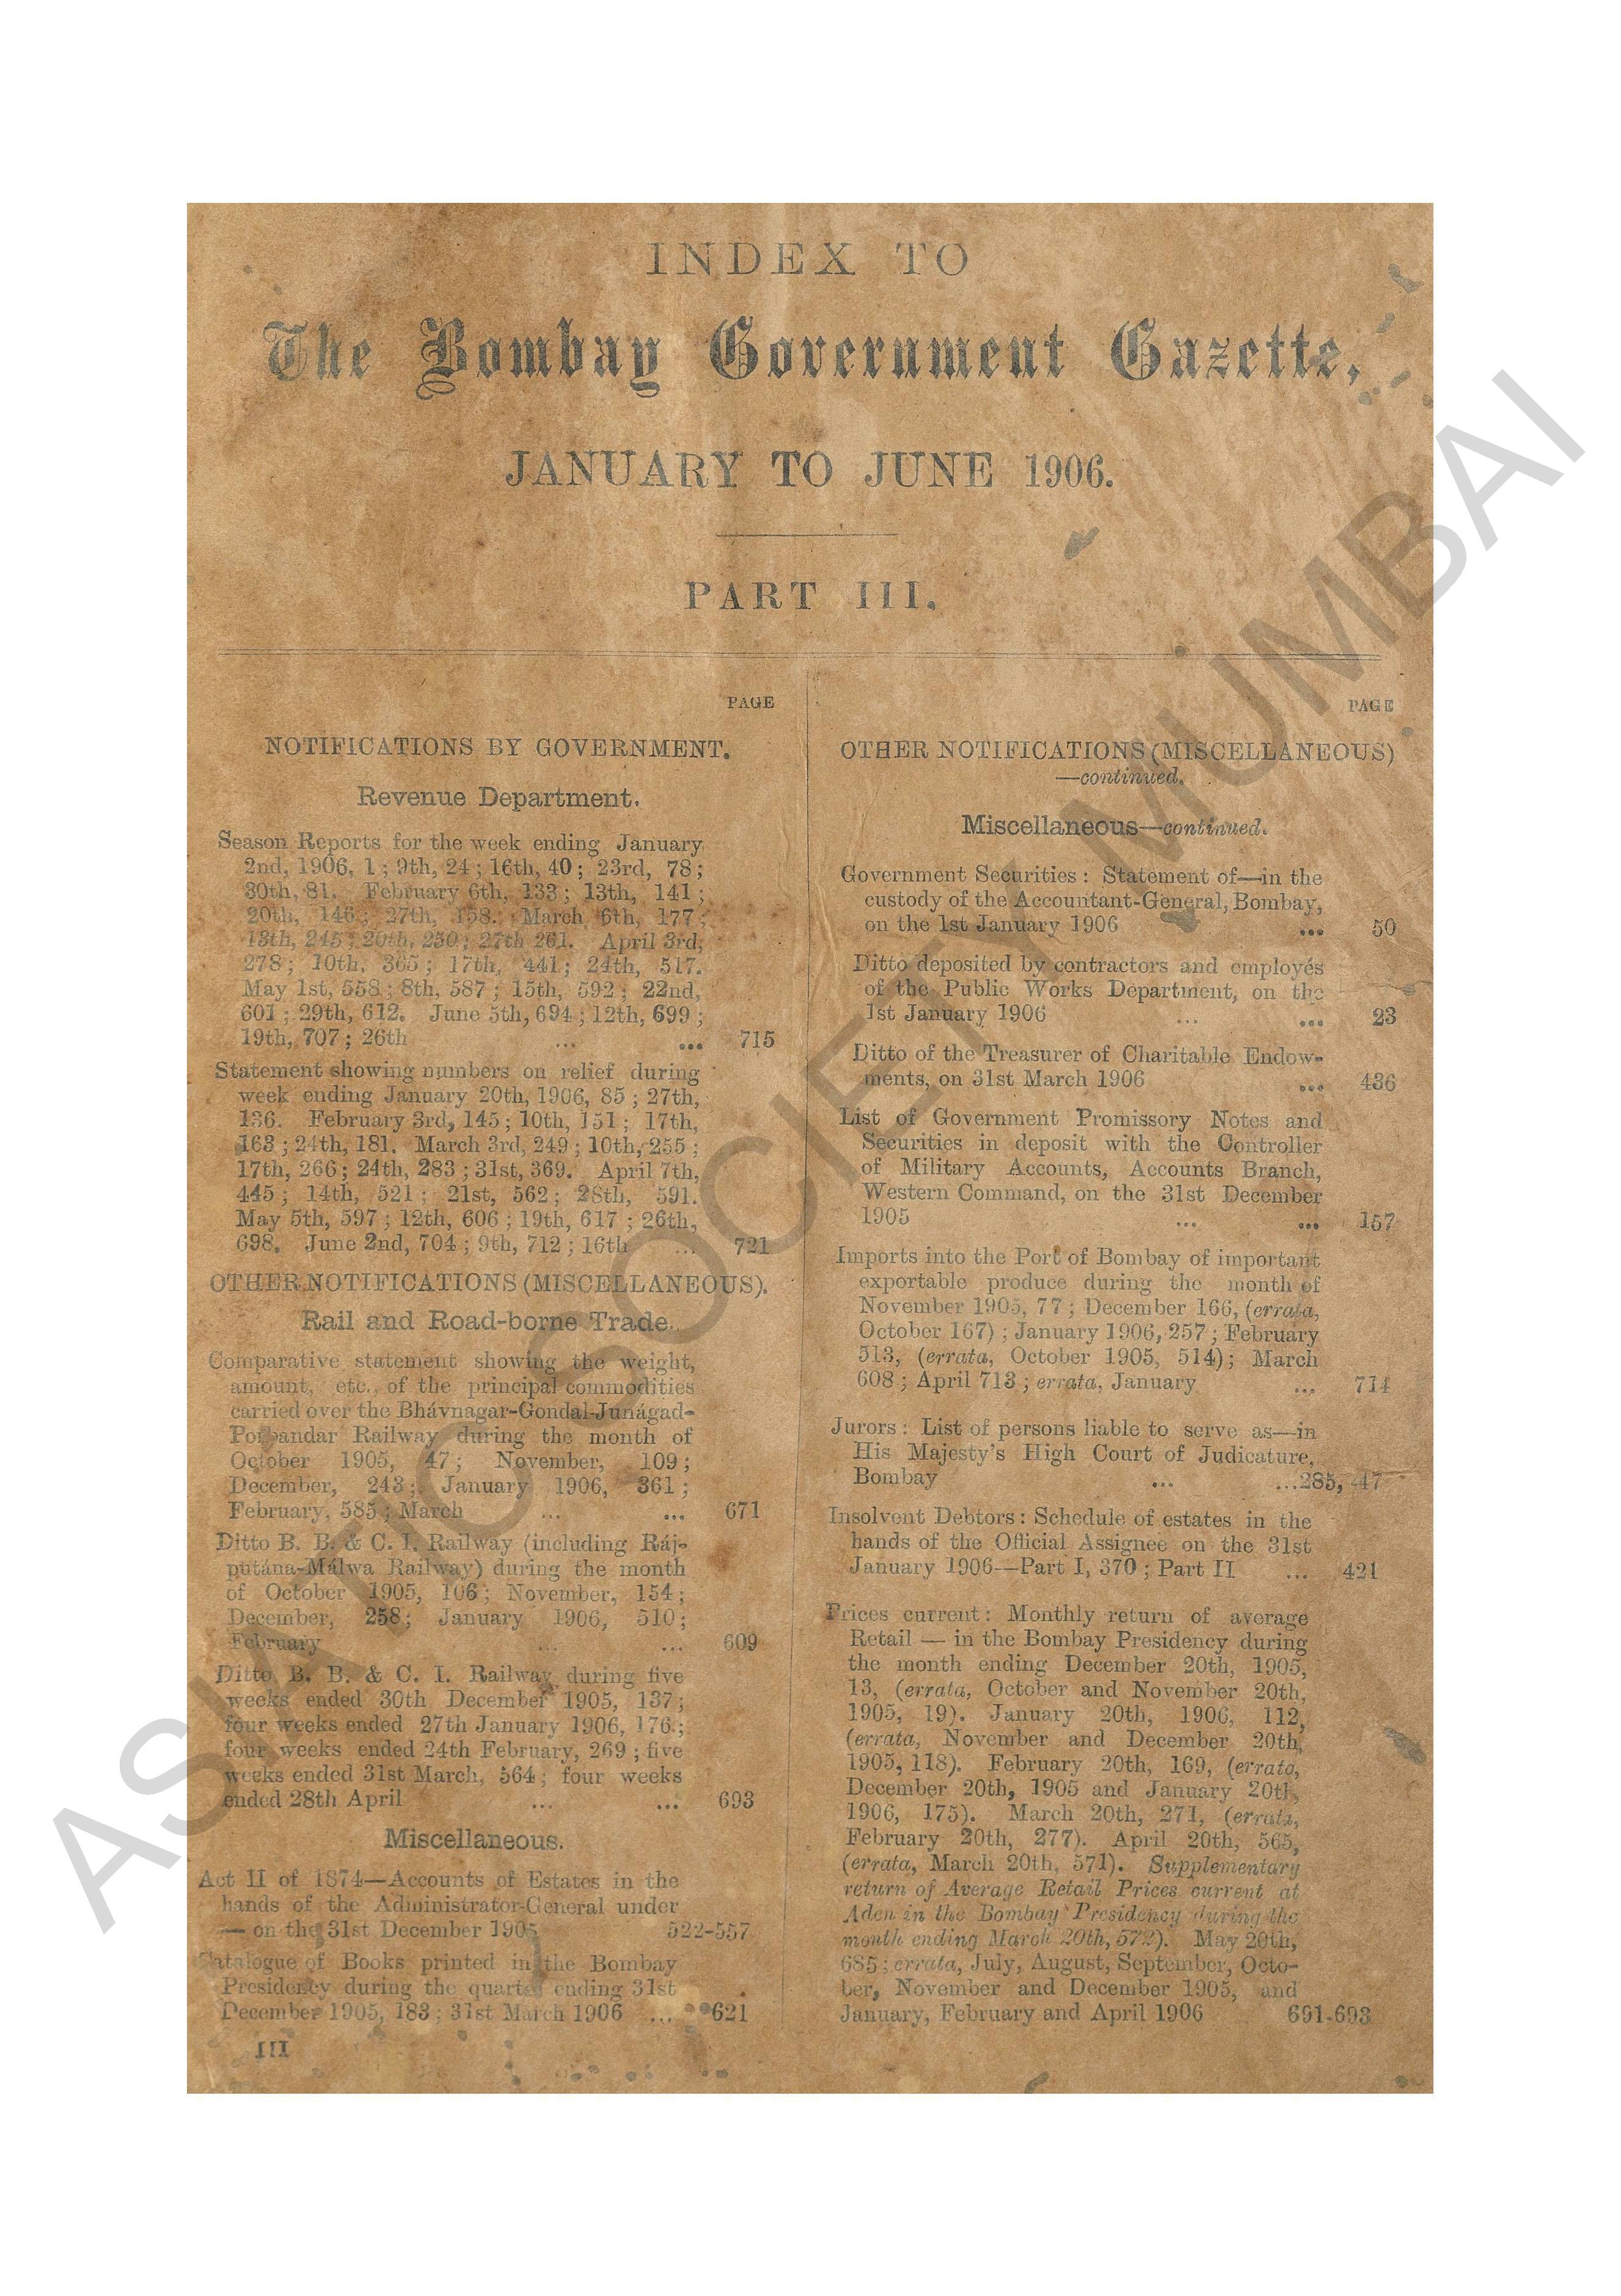 INDEX TO
The Bombay Government Gazette,
JANUARY TO JUNE 1906.
PART III.
PAGE
NOTIFICATIONS BY GOVERNMENT.
Revenue Department.
Season Reports for the week ending January
2nd, 1906, 1; 9th, 24; 16th, 40; 23rd, 78;
30th, 81. February 6th, 133; 13th, 141;
20th, 146; 27th, 158. March 6th, 177;
13th, 245; 20th, 250; 27th 261. April 3rd,
278; 10th, 365; 17th, 441; 24th, 517.
May 1st, 558; 8th, 587; 15th, 592; 22nd,
601; 29th, 612. June 5th, 694; 12th, 699;
19th, 707; 26th ... ... 715
Statement showing numbers on relief during
week ending January 20th, 1906, 85; 27th,
136. February 3rd, 145; 10th, 151; 17th,
163; 24th, 181. March 3rd, 249; 10th, 255;
17th, 266; 24th, 283; 31st, 369. April 7th,
445; 14th, 521; 21st, 562; 28th, 591.
May 5th, 597; 12th, 606; 19th, 617; 26th,
698. June 2nd, 704; 9th, 712; 16th ... 721
OTHER NOTIFICATIONS (MISCELLANEOUS).
Rail and Road-borne Trade.
Comparative statement showing the weight,
amount, etc., of the principal commodities
carried over the Bhávnagar-Gondal-Junágad-
Porbandar Railway during the month of
October 1905, 47; November, 109;
December, 243; January 1906, 361;
February, 585; March ... ... 671
Ditto B. B. & C. I. Railway (including Ráj-
putána-Málwa Railway) during the month
of October 1905, 106; November, 154;
December, 258; January 1906, 510;
February ... ... 609
Ditto B. B. & C. I. Railway during five
weeks ended 30th December 1905, 137;
four weeks ended 27th January 1906, 176;
four weeks ended 24th February, 269; five
weeks ended 31st March, 564; four weeks
ended 28th April ... ... 693
Miscellaneous.
Act II of 1874—Accounts of Estates in the
hands of the Administrator-General under
— on the 31st December 1905 522-557
Catalogue of Books printed in the Bombay
Presidency during the quarter ending 31st
December 1905, 183; 31st March 1906 ... 621
III
PAGE
OTHER NOTIFICATIONS (MISCELLANEOUS)
—continued.
Miscellaneous—continued.
Government Securities: Statement of—in the
custody of the Accountant-General, Bombay,
on the 1st January 1906 ... 50
Ditto deposited by contractors and employés
of the Public Works Department, on the
1st January 1906 ... ... 23
Ditto of the Treasurer of Charitable Endow-
ments, on 31st March 1906 ... 436
List of Government Promissory Notes and
Securities in deposit with the Controller
of Military Accounts, Accounts Branch,
Western Command, on the 31st December
1905 ... ... 157
Imports into the Port of Bombay of important
exportable produce during the month of
November 1905, 77; December 166, (errata,
October 167); January 1906, 257; February
513, (errata, October 1905, 514); March
608; April 713; errata, January ... 714
Jurors: List of persons liable to serve as—in
His Majesty's High Court of Judicature,
Bombay ... ...285,
Insolvent Debtors: Schedule of estates in the
hands of the Official Assignee on the 31st
January 1906—Part I, 370; Part II ... 421
Prices current: Monthly return of average
Retail — in the Bombay Presidency during
the month ending December 20th, 1905,
13, (errata, October and November 20th,
1905, 19). January 20th, 1906, 112,
(errata, November and December 20th,
1905, 118). February 20th, 169, (errata,
December 20th, 1905 and January 20th,
1906, 175). March 20th, 271, (errata,
February 20th, 277). April 20th, 565,
(errata, March 20th, 571). Supplementary
return of Average Retail Prices current at
Aden in the Bombay Presidency during the
month ending March 20th, 572). May 20th,
685; errata, July, August, September, Octo-
ber, November and December 1905, and
January, February and April 1906 691-693
ASIATIC SOCIETY MUMBAI